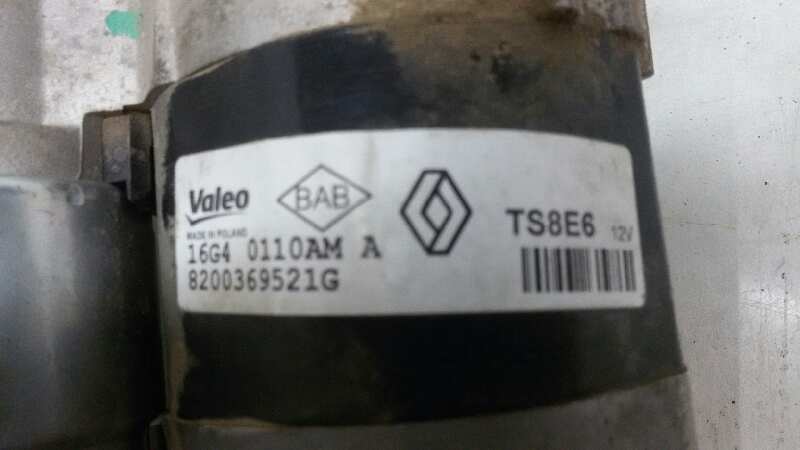 Valeo
MADE IN POLAND
BAB
TS8E6 12V
16G4 0110AM A
8200369521G